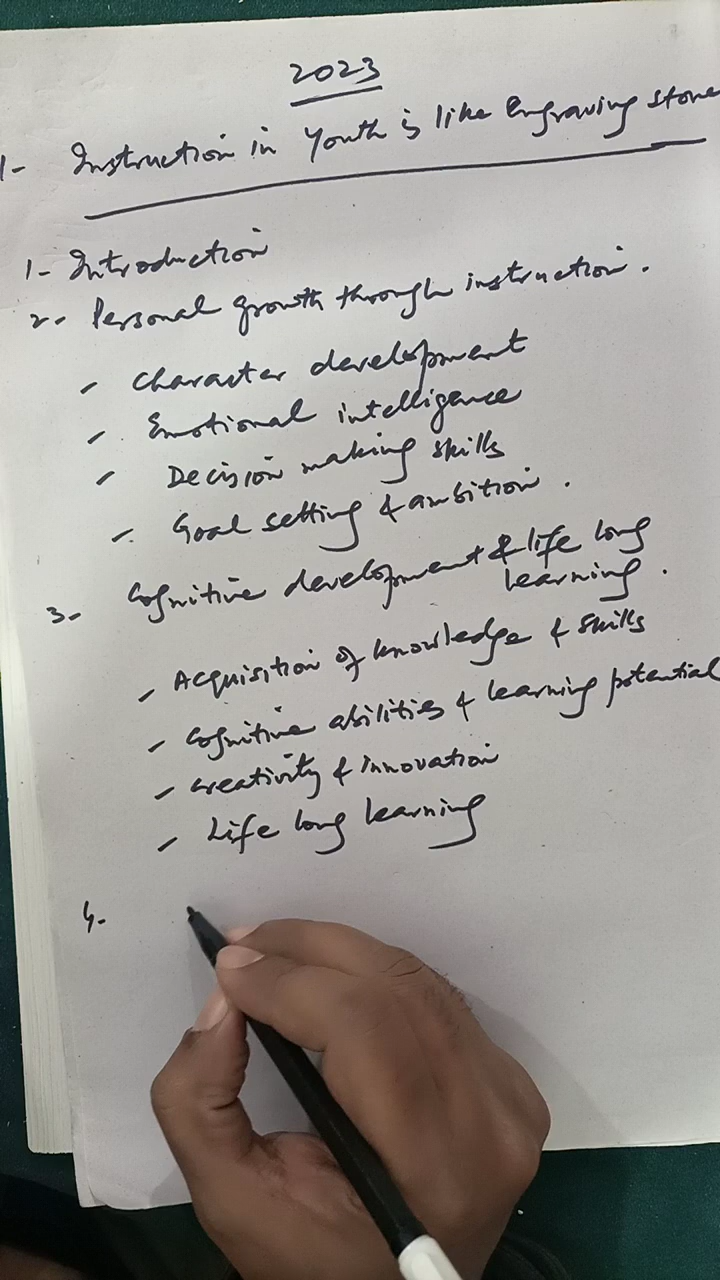 2023
1- Instruction in Youth is like Engraving stone
1- Introduction
2- Personal growth through instruction.
- Character development
- Emotional intelligence
- Decision making skills
- Goal setting & ambition.
3- Cognitive development & life long
learning.
- Acquisition of knowledge & skills
- Cognitive abilities & learning potential
- Creativity & innovation
- Life long learning
4-